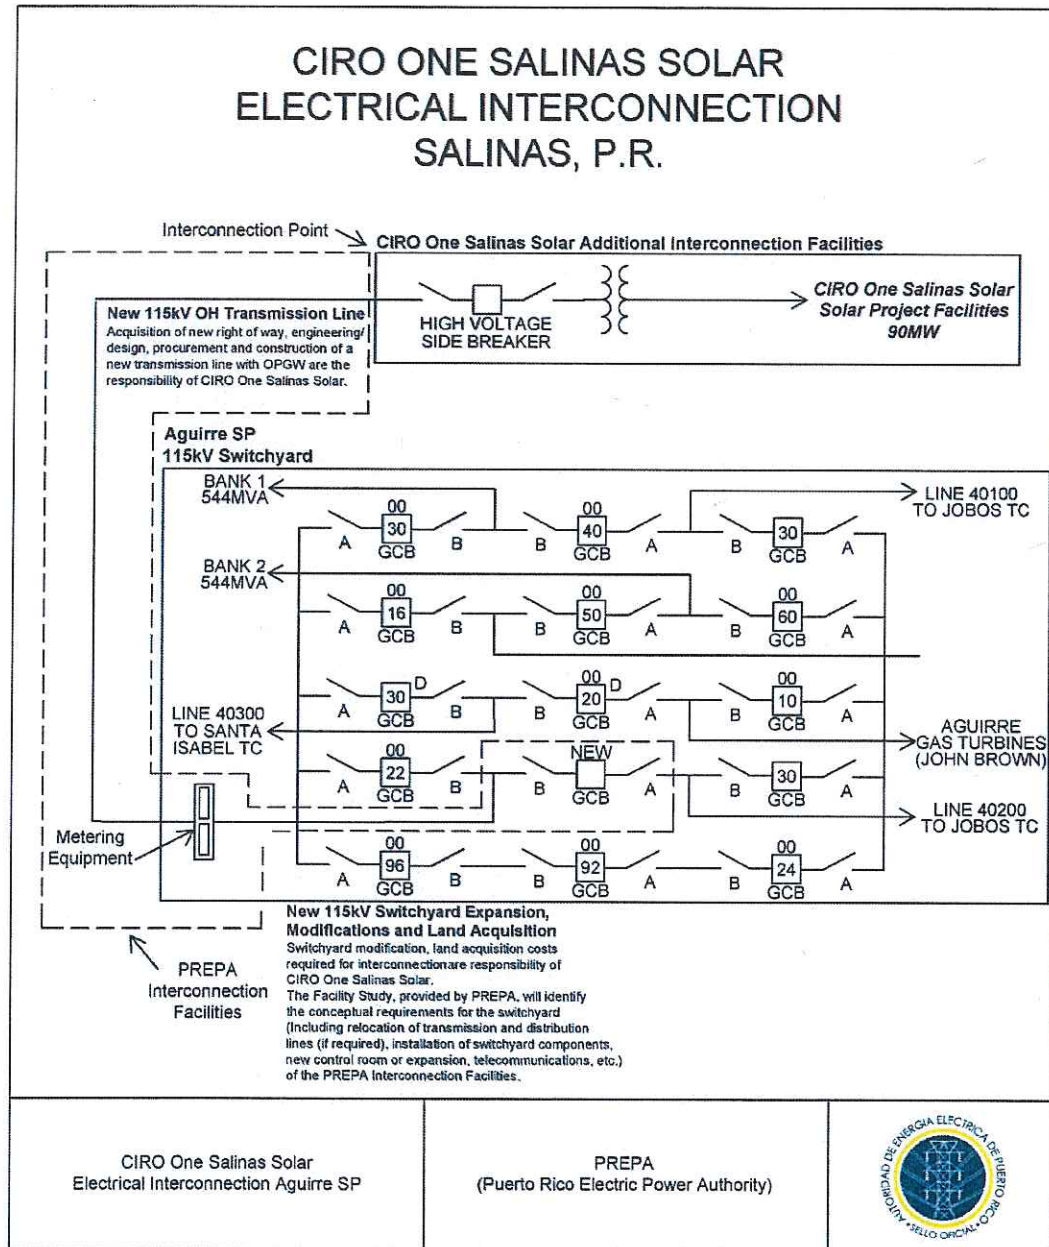 CIRO ONE SALINAS SOLAR
ELECTRICAL INTERCONNECTION
SALINAS, P.R.
Interconnection Point
CIRO One Salinas Solar Additional Interconnection Facilities
New 115kV OH Transmission Line
Acquisition of new right of way, engineering/
design, procurement and construction of a
new transmission line with OPGW are the
responsibility of CIRO One Salinas Solar.
HIGH VOLTAGE
SIDE BREAKER
CIRO One Salinas Solar
Solar Project Facilities
90MW
Aguirre SP
115kV Switchyard
BANK 1
544MVA
LINE 40100
TO JOBOS TC
00 00
30 40 30
A GCB B B GCB A B GCB A
BANK 2
544MVA
00 00 00
16 50 60
A GCB B B GCB A B GCB A
00 00
30 D 20 D 10
A GCB B B GCB A B GCB A
LINE 40300
TO SANTA
ISABEL TC
AGUIRRE
GAS TURBINES
(JOHN BROWN)
00 NEW
22 30
A GCB B B GCB A B GCB A
LINE 40200
TO JOBOS TC
Metering
Equipment
00 00 00
96 92 24
A GCB B B GCB A B GCB A
PREPA
Interconnection
Facilities
New 115kV Switchyard Expansion,
Modifications and Land Acquisition
Switchyard modification, land acquisition costs
required for interconnectionare responsibility of
CIRO One Salinas Solar.
The Facility Study, provided by PREPA, will identify
the conceptual requirements for the switchyard
(Including relocation of transmission and distribution
lines (if required), installation of switchyard components,
new control room or expansion, telecommunications, etc.)
of the PREPA Interconnection Facilities.
CIRO One Salinas Solar
Electrical Interconnection Aguirre SP
PREPA
(Puerto Rico Electric Power Authority)
AUTORIDAD DE ENERGIA ELECTRICA DE PUERTO RICO
• SELLO OFICIAL •